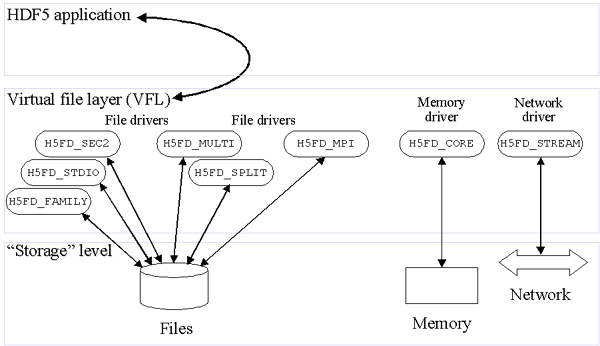 HDF5 application
Virtual file layer (VFL)
File drivers
File drivers
Memory
driver
Network
driver
H5FD_SEC2
H5FD_MULTI
H5FD_MPI
H5FD_CORE
H5FD_STREAM
H5FD_STDIO
H5FD_SPLIT
H5FD_FAMILY
“Storage” level
Files
Memory
Network